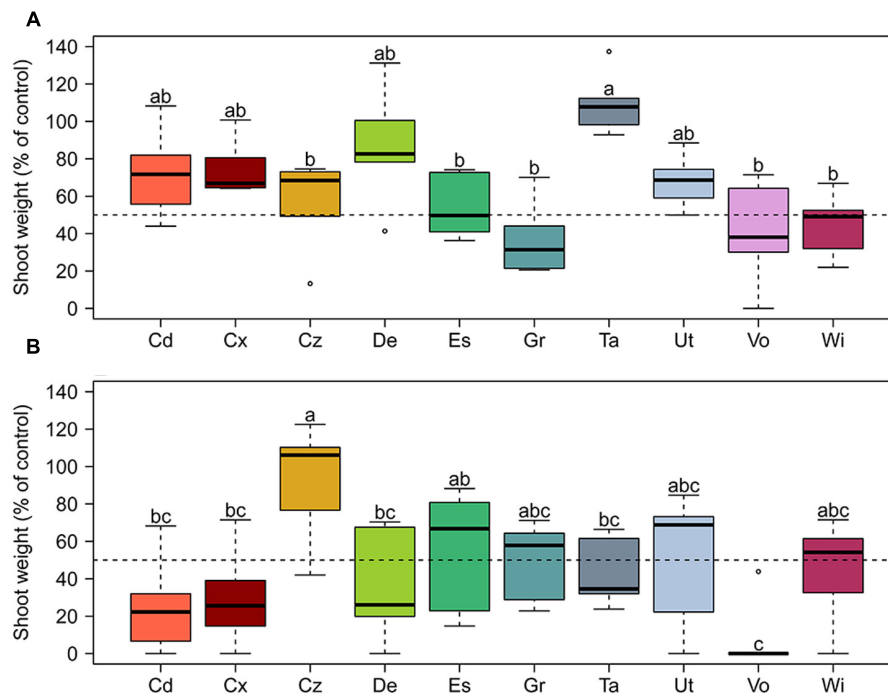 A
Shoot weight (% of control)
140
120
100
80
60
40
20
0
ab ab b ab b b a ab b b
Cd Cx Cz De Es Gr Ta Ut Vo Wi
B
Shoot weight (% of control)
140
120
100
80
60
40
20
0
bc bc a bc ab abc bc abc c abc
Cd Cx Cz De Es Gr Ta Ut Vo Wi